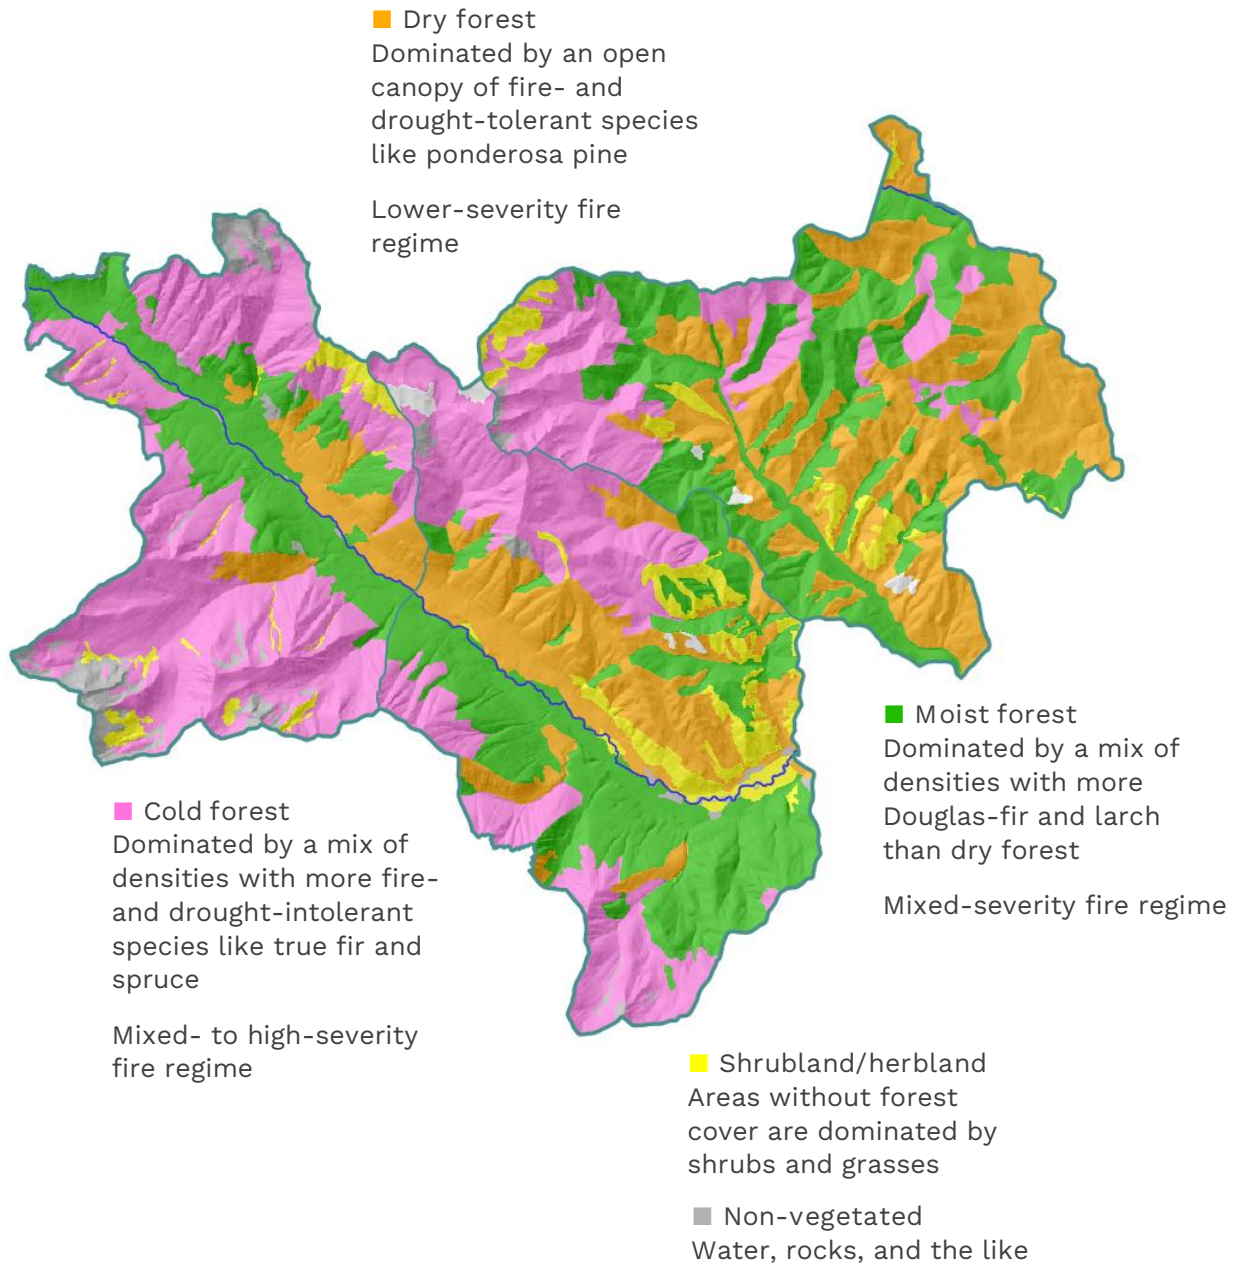 Dry forest
Dominated by an open
canopy of fire- and
drought-tolerant species
like ponderosa pine
Lower-severity fire
regime
Moist forest
Dominated by a mix of
densities with more
Douglas-fir and larch
than dry forest
Mixed-severity fire regime
Cold forest
Dominated by a mix of
densities with more fire-
and drought-intolerant
species like true fir and
spruce
Mixed- to high-severity
fire regime
Shrubland/herbland
Areas without forest
cover are dominated by
shrubs and grasses
Non-vegetated
Water, rocks, and the like